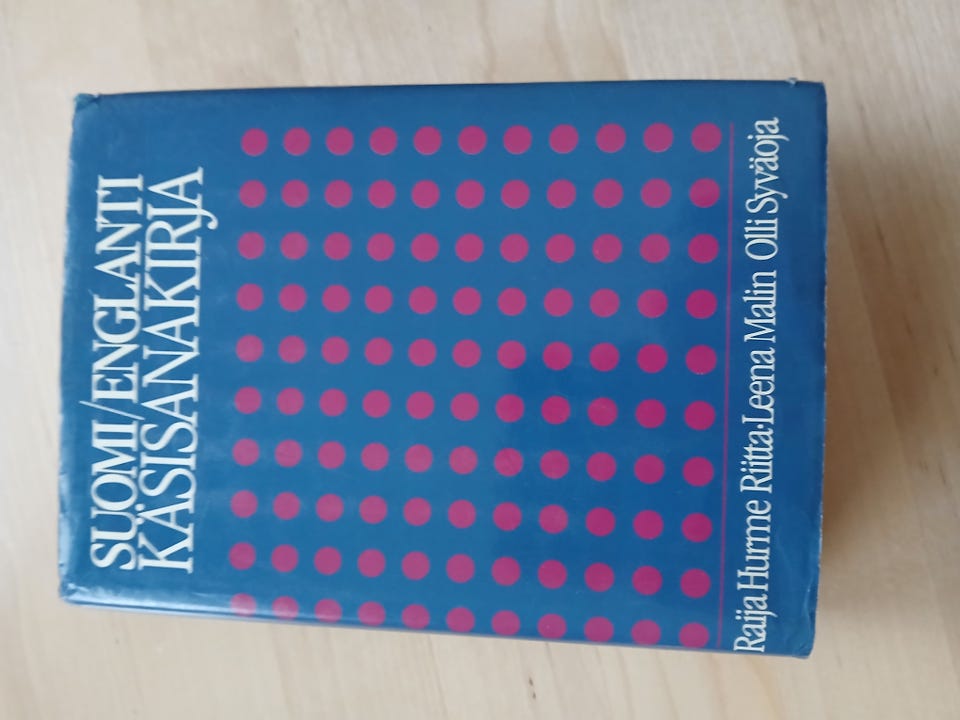 SUOMI/ENGLANTI
KÄSISANAKIRJA
Raija Hurme Riitta-Leena Malin Olli Syväoja